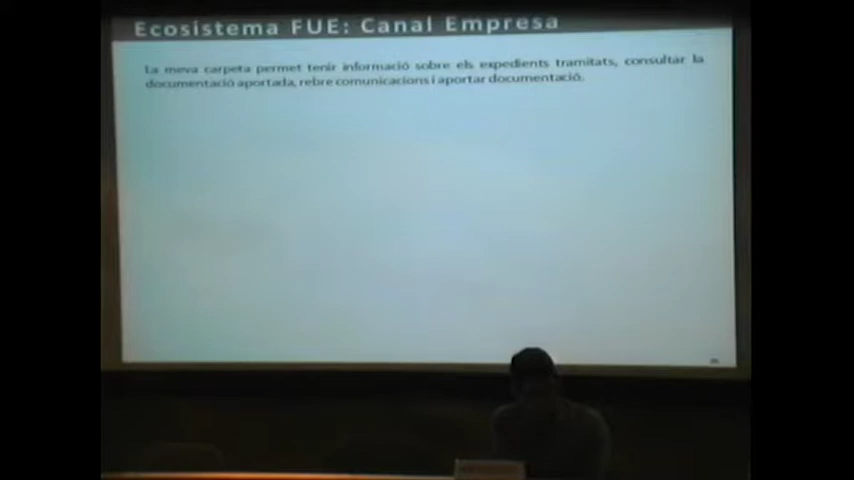 Ecosistema FUE: Canal Empresa
La meva carpeta permet tenir informació sobre els expedients tramitats, consultar la
documentació aportada, rebre comunicacions i aportar documentació.